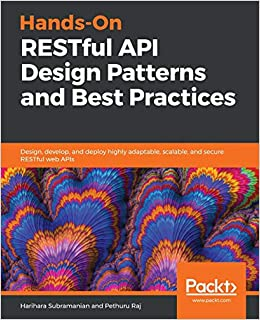 Hands-On
RESTful API
Design Patterns
and Best Practices
Design, develop, and deploy highly adaptable, scalable, and secure
RESTful web APIs
Harihara Subramanian and Pethuru Raj
Packt>
www.packt.com